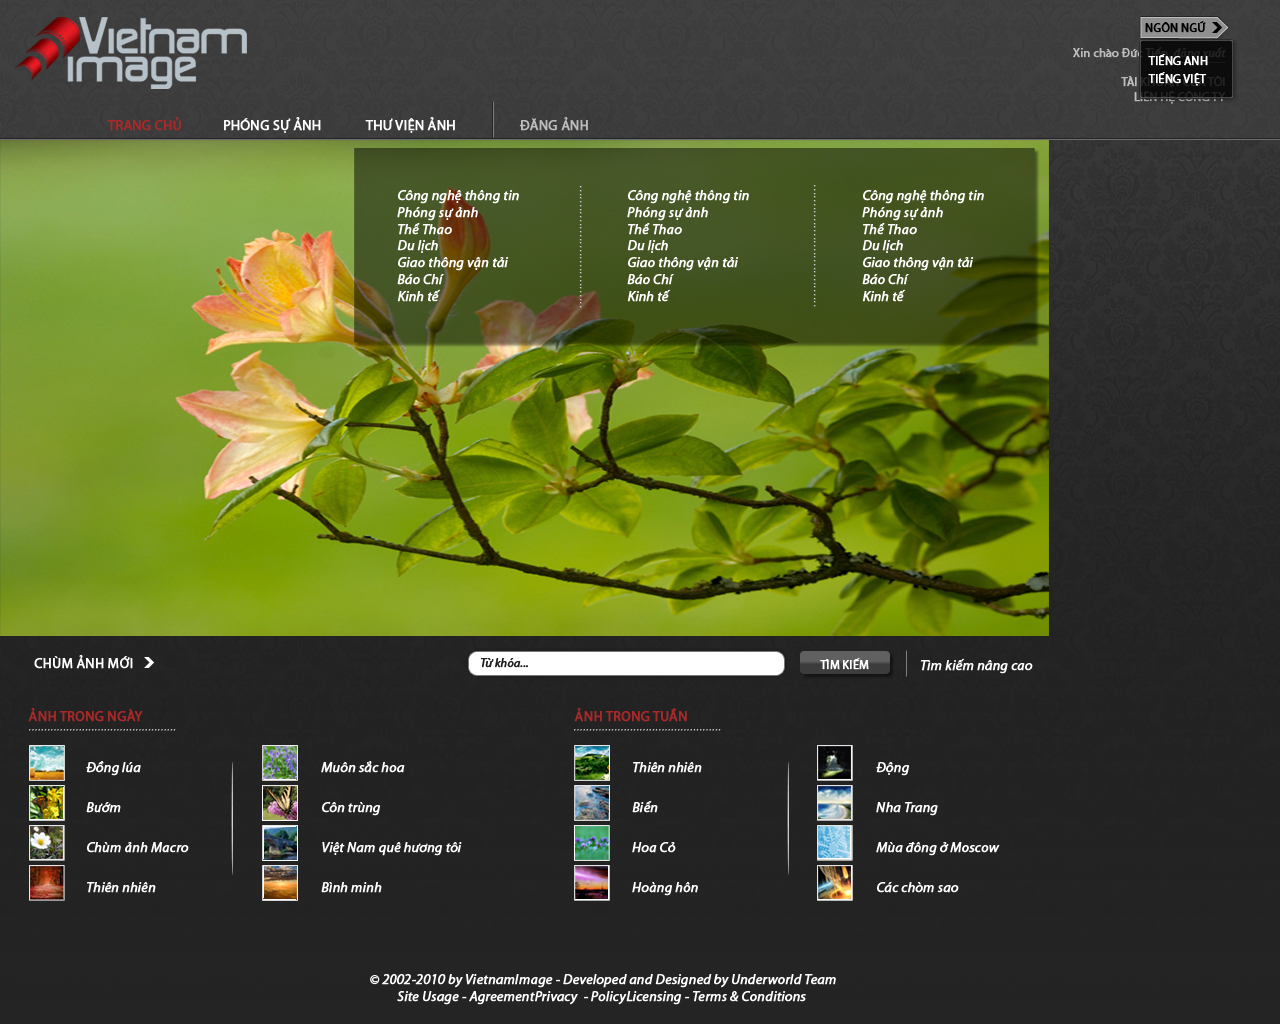 VIETNAM
IMAGE
NGÔN NGỮ
Xin chào Đức Tiến, đăng xuất
TIẾNG ANH
TIẾNG VIỆT
TÀI KHOẢN CỦA TÔI
LIÊN HỆ CÔNG TY
TRANG CHỦ
PHÓNG SỰ ẢNH
THƯ VIỆN ẢNH
ĐĂNG ẢNH
Công nghệ thông tin
Phóng sự ảnh
Thể Thao
Du lịch
Giao thông vận tải
Báo Chí
Kinh tế
Công nghệ thông tin
Phóng sự ảnh
Thể Thao
Du lịch
Giao thông vận tải
Báo Chí
Kinh tế
Công nghệ thông tin
Phóng sự ảnh
Thể Thao
Du lịch
Giao thông vận tải
Báo Chí
Kinh tế
CHÙM ẢNH MỚI
Từ khóa...
TÌM KIẾM
Tìm kiếm nâng cao
ẢNH TRONG NGÀY
Đồng lúa
Bướm
Chùm ảnh Macro
Thiên nhiên
Muôn sắc hoa
Côn trùng
Việt Nam quê hương tôi
Bình minh
ẢNH TRONG TUẦN
Thiên nhiên
Biển
Hoa Cỏ
Hoàng hôn
Động
Nha Trang
Mùa đông ở Moscow
Các chòm sao
© 2002-2010 by VietnamImage - Developed and Designed by Underworld Team
Site Usage - AgreementPrivacy - PolicyLicensing - Terms & Conditions